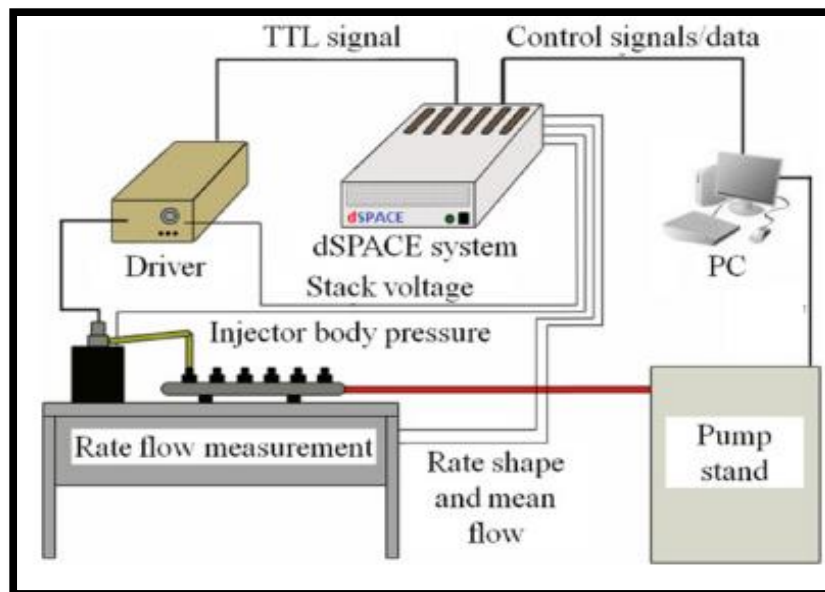 TTL signal
Control signals/data
dSPACE
dSPACE system
Driver
PC
Stack voltage
Injector body pressure
Rate flow measurement
Rate shape
and mean
flow
Pump
stand